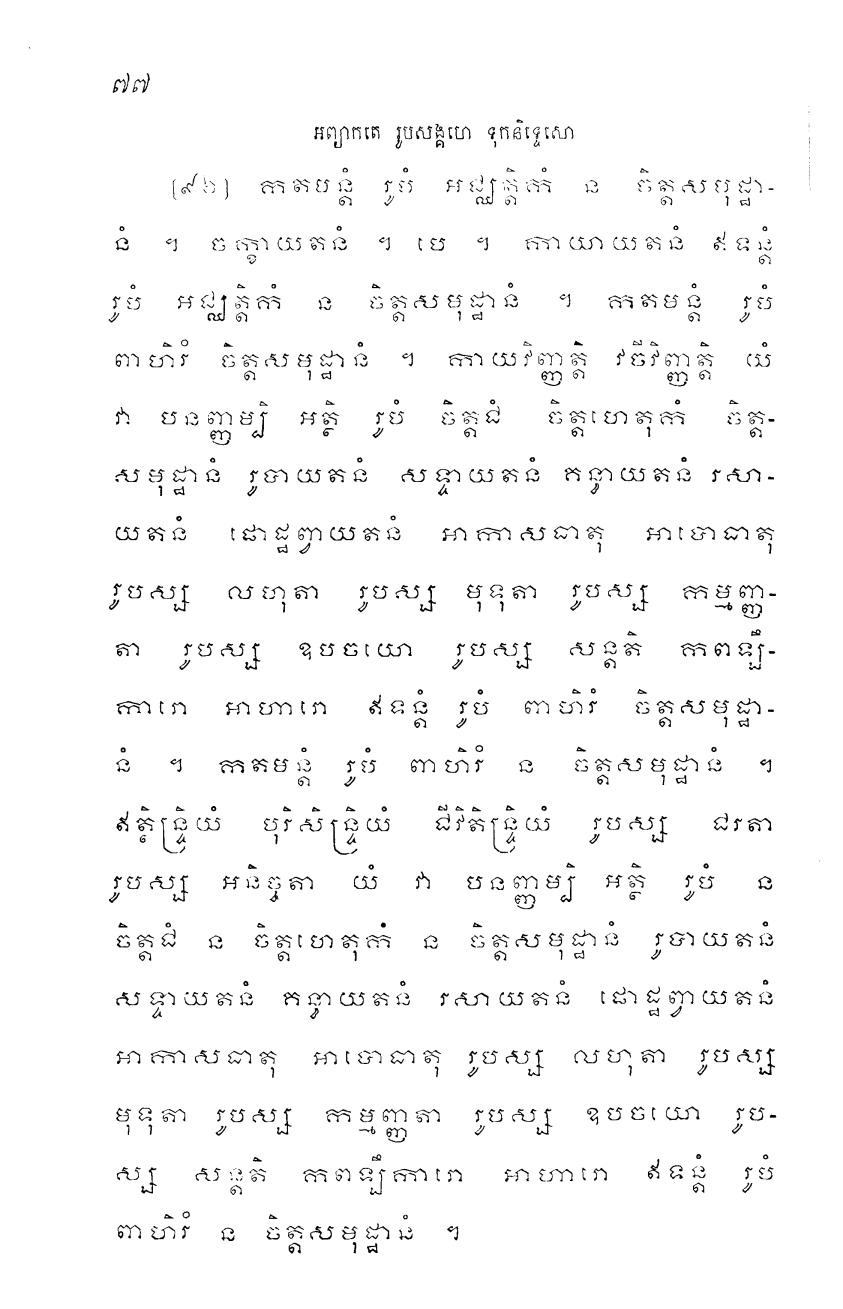 ៧៧
អព្យាកតេ រូបសង្គហេ ទុកនិទ្ទេសោ
[៩៦] កតមន្តំ រូបំ អជ្ឈត្តិកំ ន ចិត្តសមុដ្ឋា-
នំ ។ ចក្ខាយតនំ ។ បេ ។ កាយាយតនំ ឥទន្តំ
រូបំ អជ្ឈត្តិកំ ន ចិត្តសមុដ្ឋានំ ។ កតមន្តំ រូបំ
ពាហិរំ ចិត្តសមុដ្ឋានំ ។ កាយវិញ្ញត្តិ វចីវិញ្ញត្តិ យំ
វា បនញ្ញម្បិ អត្ថិ រូបំ ចិត្តជំ ចិត្តហេតុកំ ចិត្ត-
សមុដ្ឋានំ រូបាយតនំ សទ្ទាយតនំ គន្ធាយតនំ រសា-
យតនំ ផោដ្ឋព្វាយតនំ អាកាសធាតុ អាបោធាតុ
រូបស្ស លហុតា រូបស្ស មុទុតា រូបស្ស កម្មញ្ញ-
តា រូបស្ស ឧបចយោ រូបស្ស សន្តតិ កពឡឹ-
ការោ អាហារោ ឥទន្តំ រូបំ ពាហិរំ ចិត្តសមុដ្ឋា-
នំ ។ កតមន្តំ រូបំ ពាហិរំ ន ចិត្តសមុដ្ឋានំ ។
ឥត្ថិន្ទ្រិយំ បុរិសិន្ទ្រិយំ ជីវិតិន្ទ្រិយំ រូបស្ស ជរតា
រូបស្ស អនិច្ចតា យំ វា បនញ្ញម្បិ អត្ថិ រូបំ ន
ចិត្តជំ ន ចិត្តហេតុកំ ន ចិត្តសមុដ្ឋានំ រូបាយតនំ
សទ្ទាយតនំ គន្ធាយតនំ រសាយតនំ ផោដ្ឋព្វាយតនំ
អាកាសធាតុ អាបោធាតុ រូបស្ស លហុតា រូបស្ស
មុទុតា រូបស្ស កម្មញ្ញតា រូបស្ស ឧបចយោ រូប-
ស្ស សន្តតិ កពឡឹការោ អាហារោ ឥទន្តំ រូបំ
ពាហិរំ ន ចិត្តសមុដ្ឋានំ ។